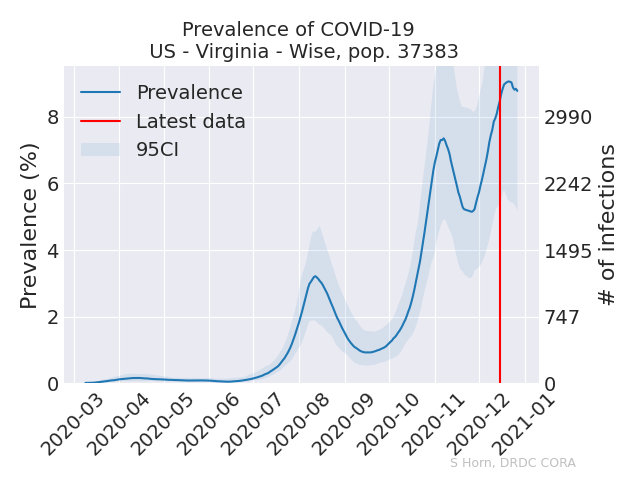 Prevalence of COVID-19
US - Virginia - Wise, pop. 37383
Prevalence
Latest data
95CI
Prevalence (%)
8
6
4
2
0
2990
2242
1495
747
0
# of infections
2020-03
2020-04
2020-05
2020-06
2020-07
2020-08
2020-09
2020-10
2020-11
2020-12
2021-01
S Horn, DRDC CORA